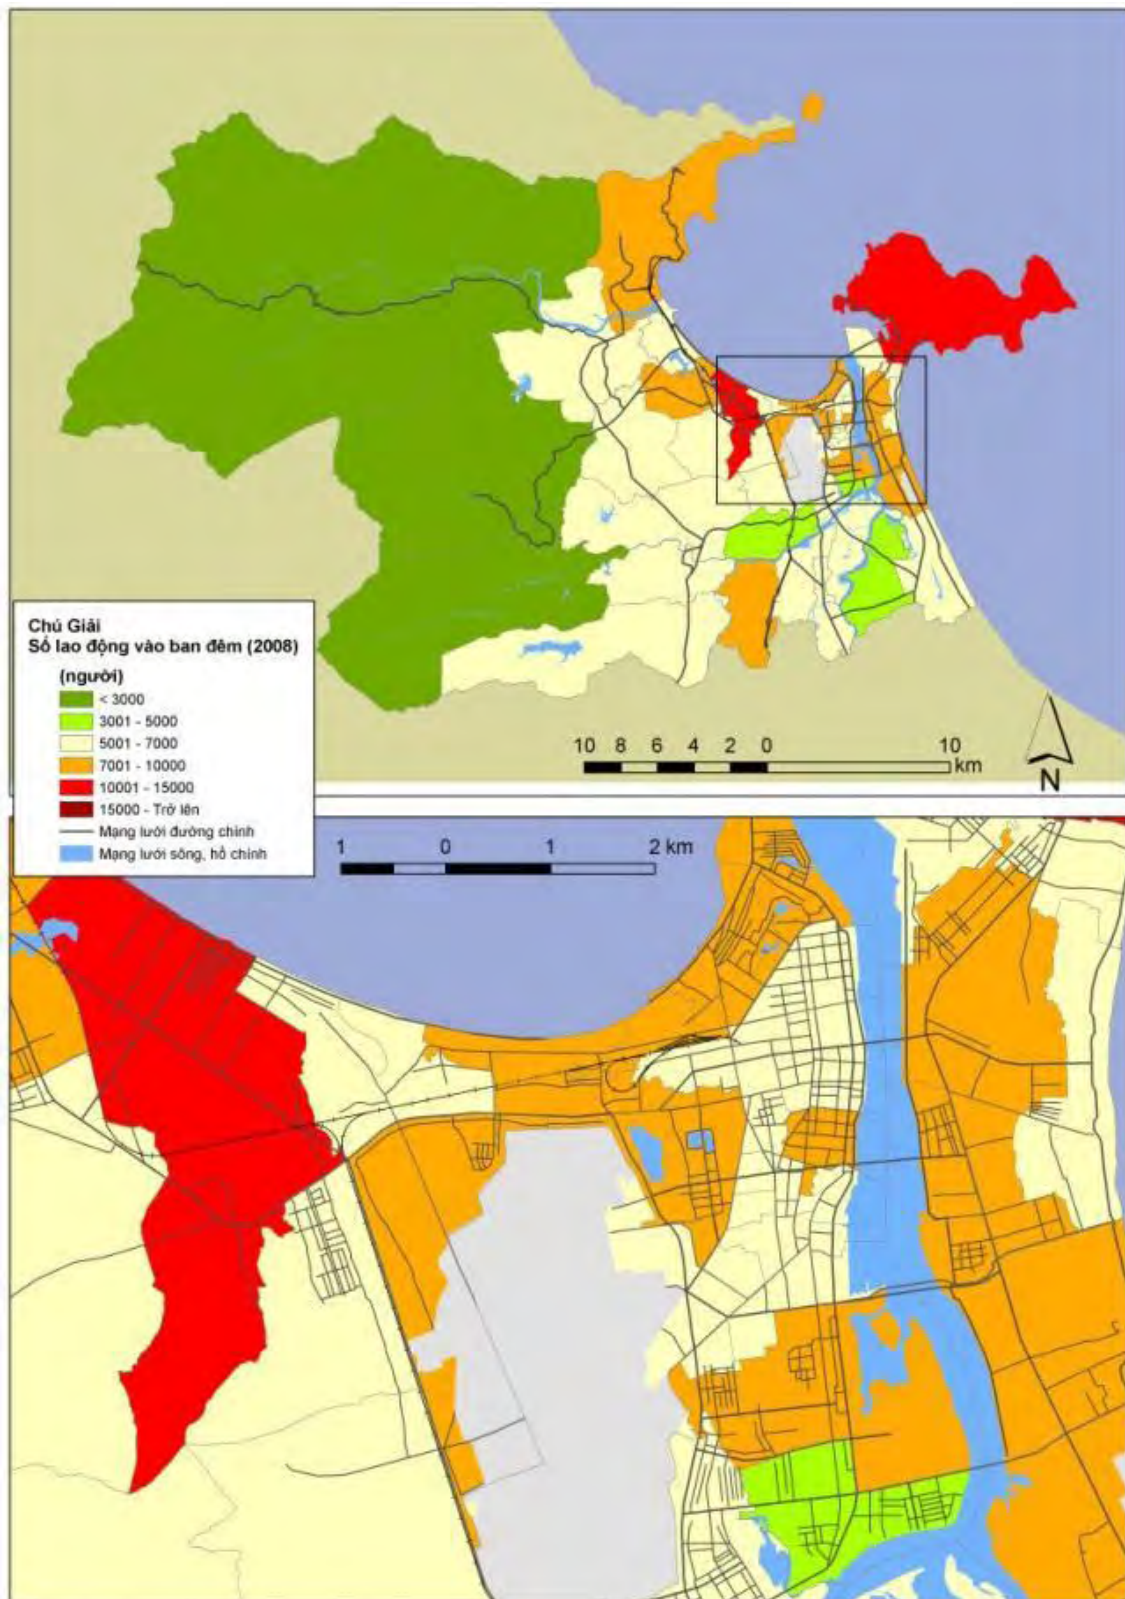 Chú Giải
Số lao động vào ban đêm (2008)
(người)
< 3000
3001 - 5000
5001 - 7000
7001 - 10000
10001 - 15000
15000 - Trở lên
Mạng lưới đường chính
Mạng lưới sông, hồ chính
10 8 6 4 2 0 10
km
N
1 0 1 2 km